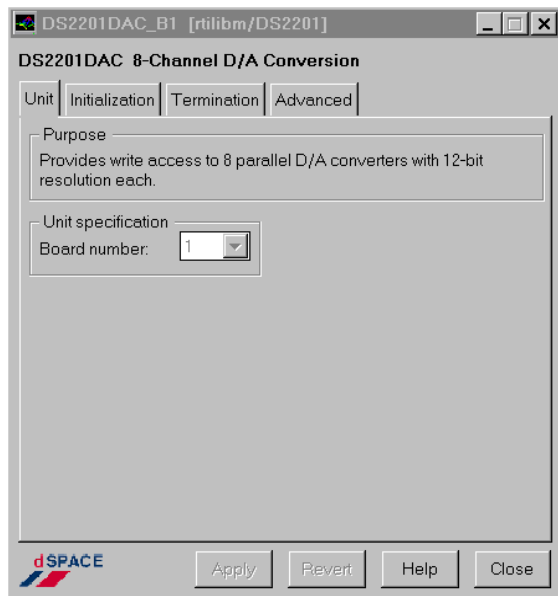 DS2201DAC_B1 [rtilibm/DS2201]
DS2201DAC 8-Channel D/A Conversion
Unit Initialization Termination Advanced
Purpose
Provides write access to 8 parallel D/A converters with 12-bit
resolution each.
Unit specification
Board number: 1
dSPACE Apply Revert Help Close